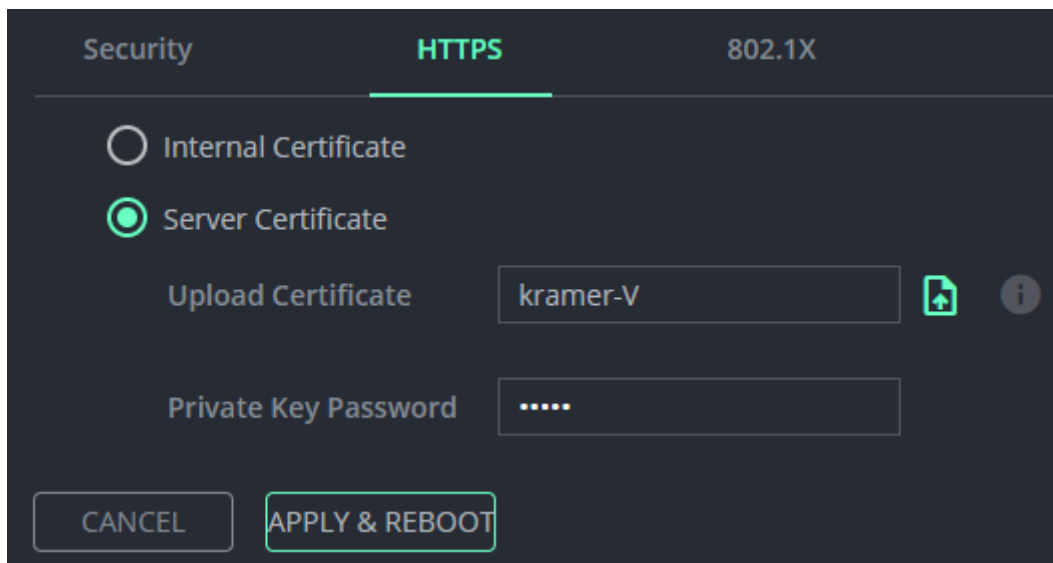 Security HTTPS 802.1X
Internal Certificate
Server Certificate
Upload Certificate kramer-V
Private Key Password •••••
CANCEL APPLY & REBOOT